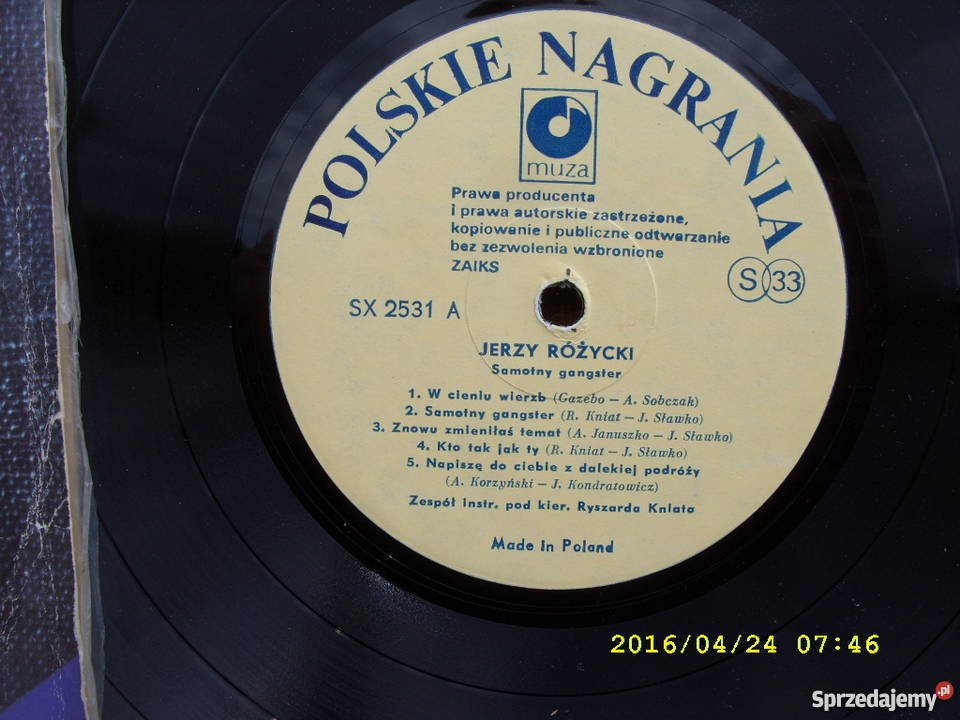 POLSKIE NAGRANIA
muza
Prawa producenta
i prawa autorskie zastrzeżone,
kopiowanie i publiczne odtwarzanie
bez zezwolenia wzbronione
ZAIKS
S 33
SX 2531 A
JERZY RÓŻYCKI
Samotny gangster
1. W cieniu wierzb (Gazebo – A. Sobczak)
2. Samotny gangster (R. Kniat – J. Sławko)
3. Znowu zmieniłaś temat (A. Januszko – J. Sławko)
4. Kto tak jak ty (R. Kniat – J. Sławko)
5. Napiszę do ciebie z dalekiej podróży
(A. Korzyński – J. Kondratowicz)
Zespół instr. pod kier. Ryszarda Kniata
Made in Poland
2016/04/24 07:46
Sprzedajemy.pl